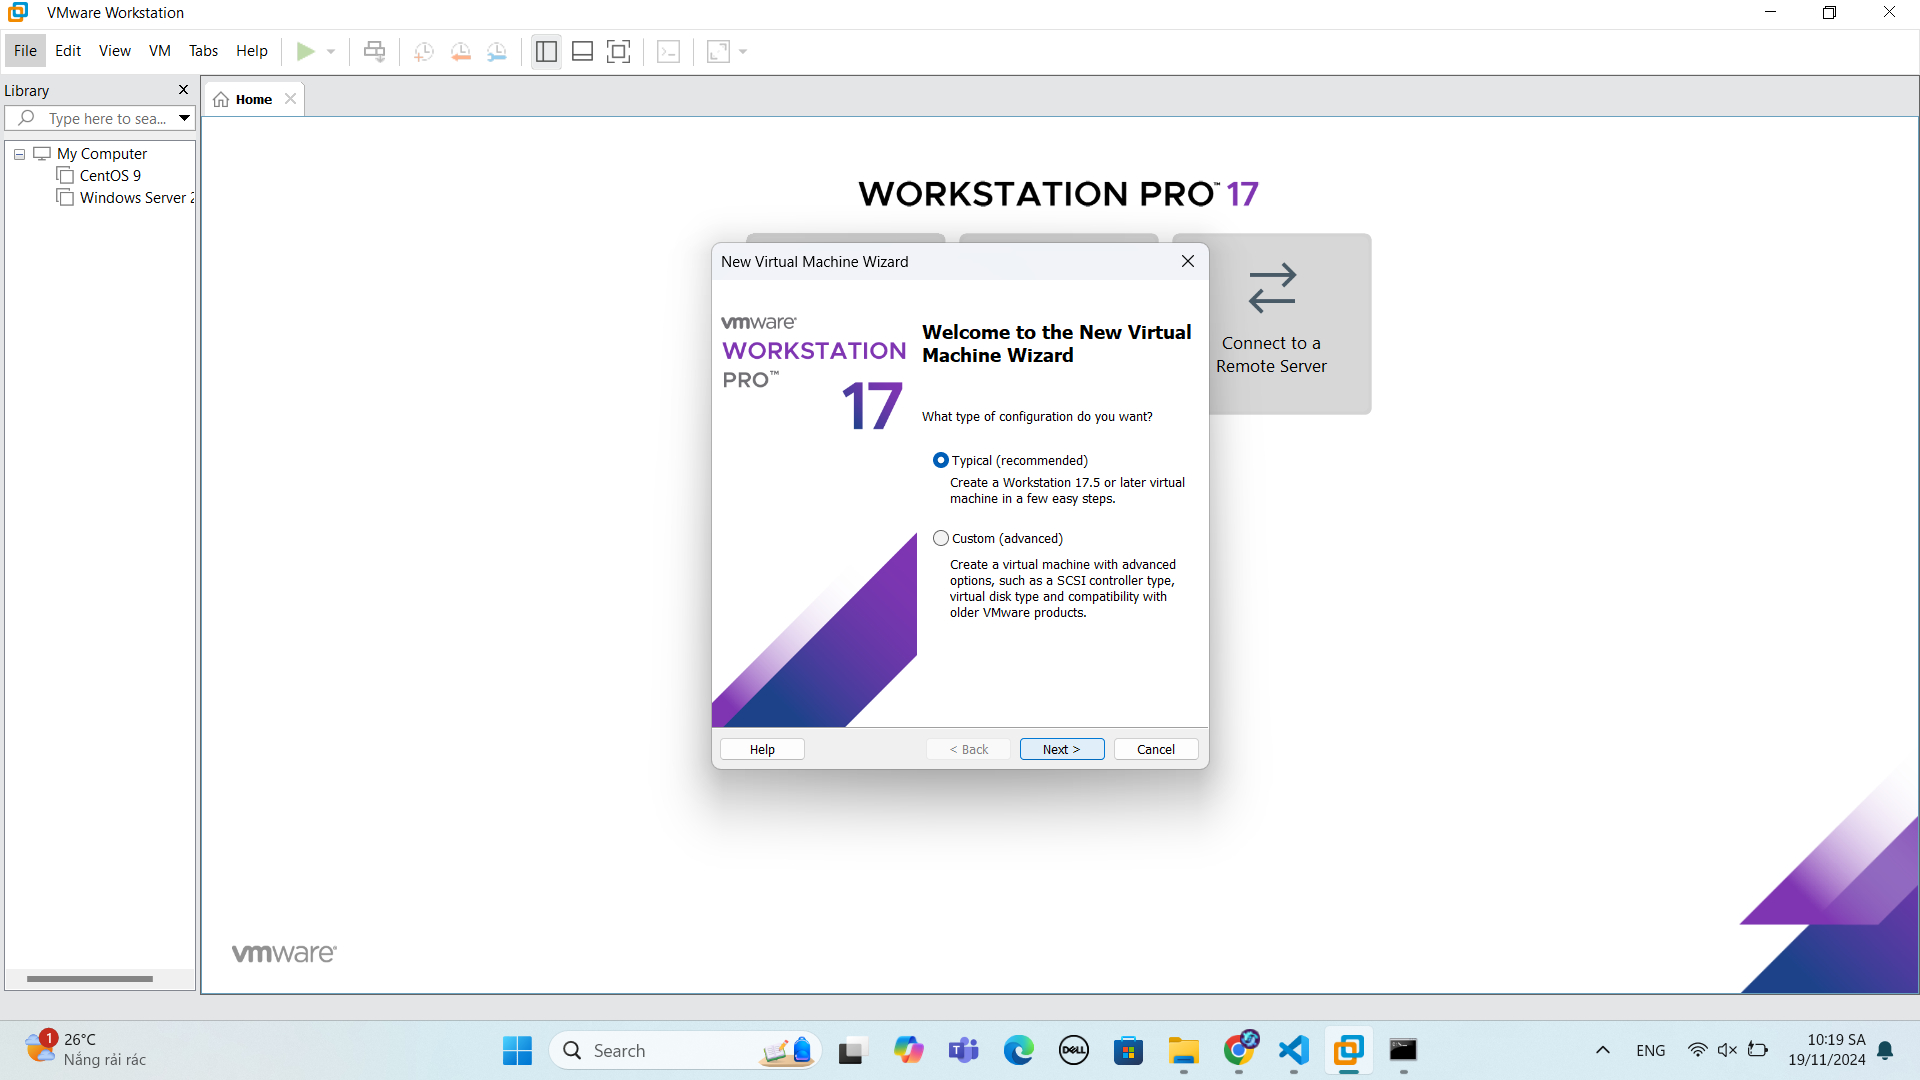 VMware Workstation
File Edit View VM Tabs Help
Library
Type here to sea...
My Computer
CentOS 9
Windows Server 2
Home
WORKSTATION PRO™ 17
Connect to a
Remote Server
New Virtual Machine Wizard
vmware®
WORKSTATION
PRO™
17
Welcome to the New Virtual
Machine Wizard
What type of configuration do you want?
Typical (recommended)
Create a Workstation 17.5 or later virtual
machine in a few easy steps.
Custom (advanced)
Create a virtual machine with advanced
options, such as a SCSI controller type,
virtual disk type and compatibility with
older VMware products.
Help < Back Next > Cancel
vmware®
1
26°C
Nắng rải rác
Search
DELL
ENG
10:19 SA
19/11/2024